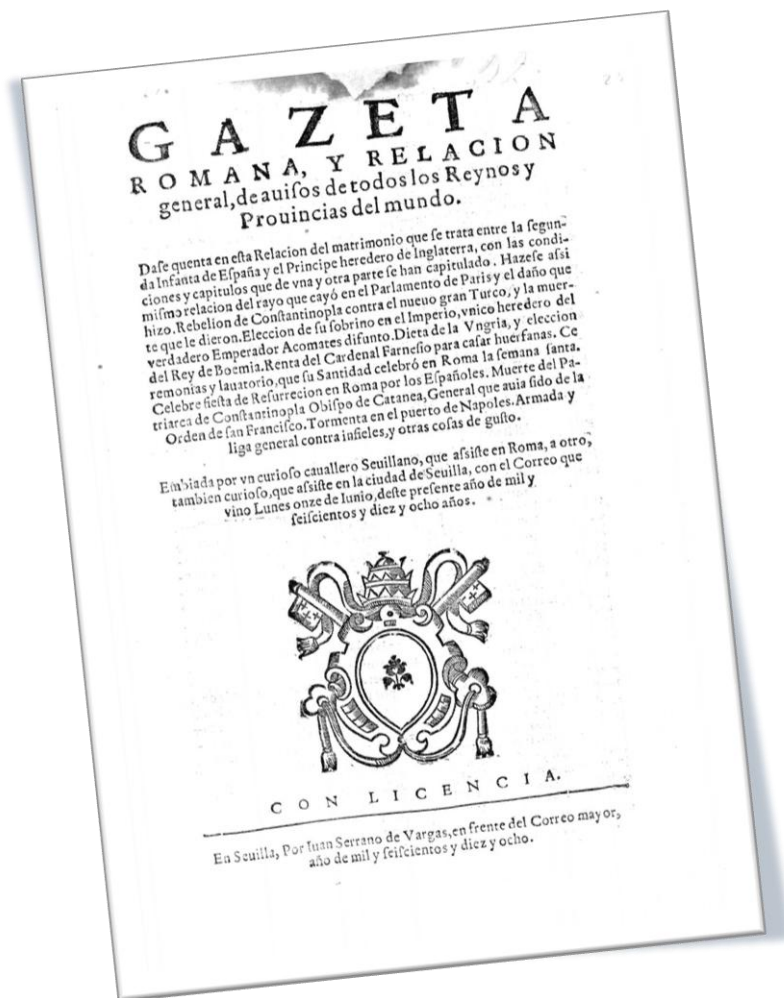 G A Z E T A
ROMANA, Y RELACION
general, de auiſos de todos los Reynos y
Prouincias del mundo.
Daſe quenta en eſta Relacion del matrimonio que ſe trata entre la ſegun-
da Infanta de Eſpaña y el Principe heredero de Inglaterra, con las condi-
ciones y capitulos que de vna y otra parte ſe han capitulado. Hazeſe aſsi
miſmo relacion del rayo que cayó en el Parlamento de Paris y el daño que
hizo. Rebelion de Conſtantinopla contra el nueuo gran Turco, y la muer-
te que le dieron. Eleccion de ſu ſobrino en el Imperio, vnico heredero del
verdadero Emperador Acomates difunto. Dieta de la Vngria, y eleccion
del Rey de Boemia. Renta del Cardenal Farneſio para caſar huerfanas. Ce
remonias y lauatorio, que ſu Santidad celebró en Roma la ſemana ſanta.
Celebre fieſta de Reſurrecion en Roma por los Eſpañoles. Muerte del Pa-
triarca de Conſtantinopla Obiſpo de Catanea, General que auia ſido de la
Orden de ſan Franciſco. Tormenta en el puerto de Napoles. Armada y
liga general contra infieles, y otras coſas de guſto.
Embiada por vn curioſo cauallero Seuillano, que aſsiſte en Roma, a otro,
tambien curioſo, que aſsiſte en la ciudad de Seuilla, con el Correo que
vino Lunes onze de Iunio, deſte preſente año de mil y
ſeiſcientos y diez y ocho años.
CON LICENCIA.
En Seuilla, Por Iuan Serrano de Vargas, en frente del Correo mayor,
año de mil y ſeiſcientos y diez y ocho.